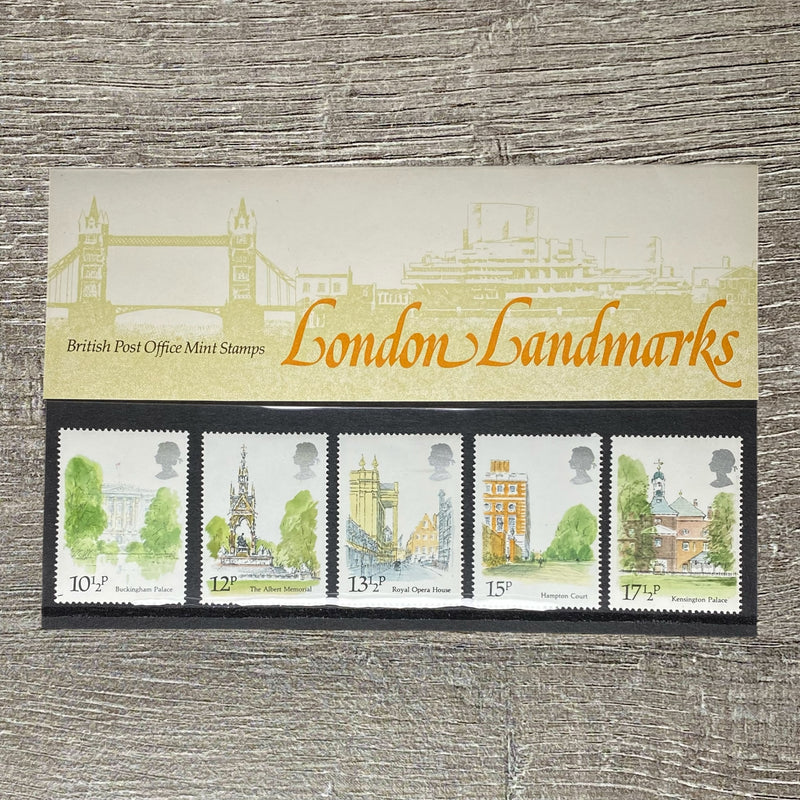 British Post Office Mint Stamps
London Landmarks
10½P
Buckingham Palace
12P
The Albert Memorial
13½P
Royal Opera House
15P
Hampton Court
17½P
Kensington Palace